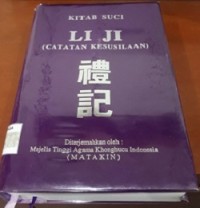 KITAB SUCI
LI JI
(CATATAN KESUSILAAN)
禮
記
Diterjemahkan oleh :
Majelis Tinggi Agama Khonghucu Indonesia
(MATAKIN)